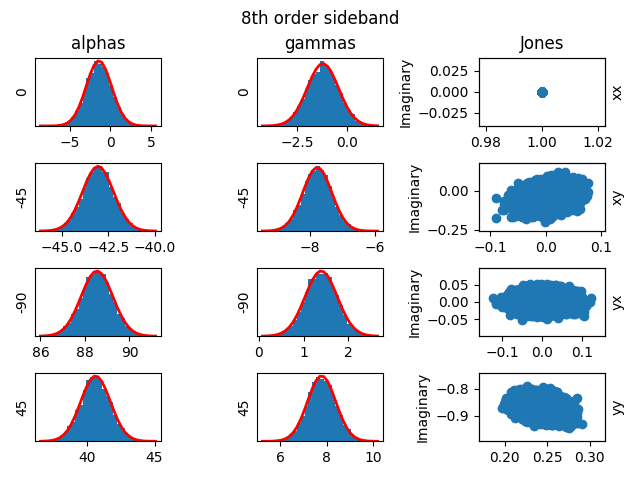 8th order sideband
alphas gammas Jones
0 0 Imaginary 0.025 0.000 −0.025 xx
−5 0 5 −2.5 0.0 0.98 1.00 1.02
-45 -45 Imaginary 0.00 −0.25 xy
−45.0 −42.5 −40.0 −8 −6 −0.1 0.0 0.1
-90 -90 Imaginary 0.05 0.00 −0.05 yx
86 88 90 0 1 2 −0.1 0.0 0.1
45 45 Imaginary −0.8 −0.9 yy
40 45 6 8 10 0.20 0.25 0.30